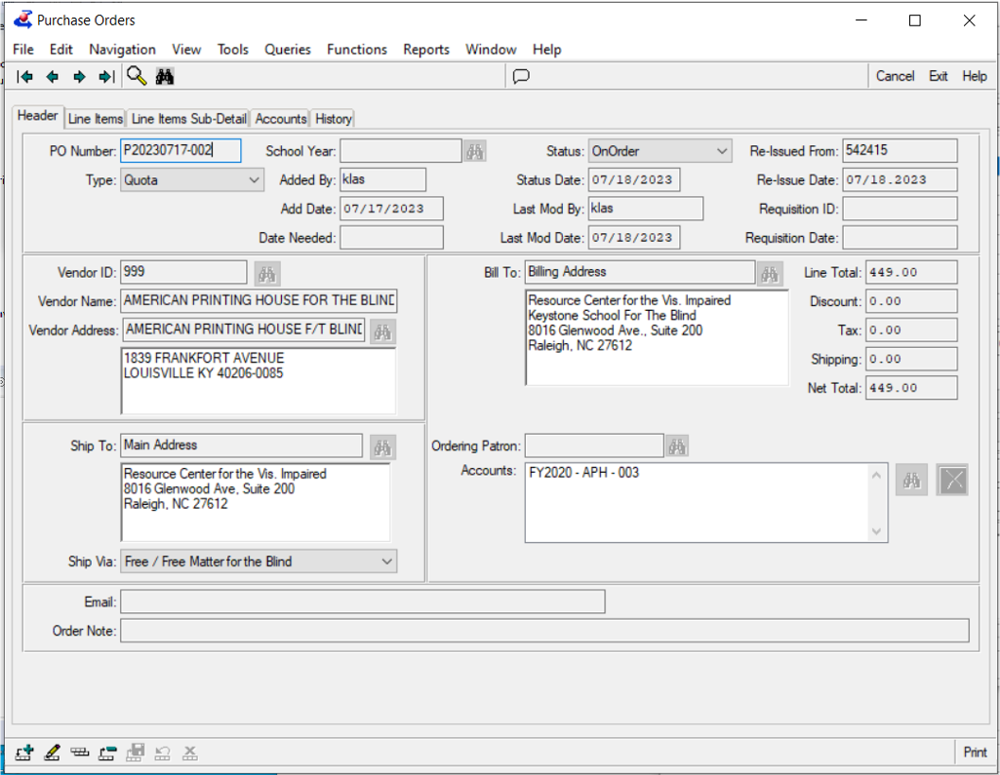 Purchase Orders
File Edit Navigation View Tools Queries Functions Reports Window Help
Cancel Exit Help
Header Line Items Line Items Sub-Detail Accounts History
PO Number: P20230717-002 School Year: Status: OnOrder Re-Issued From: 542415
Type: Quota Added By: klas Status Date: 07/18/2023 Re-Issue Date: 07/18.2023
Add Date: 07/17/2023 Last Mod By: klas Requisition ID:
Date Needed: Last Mod Date: 07/18/2023 Requisition Date:
Vendor ID: 999
Vendor Name: AMERICAN PRINTING HOUSE FOR THE BLIND
Vendor Address: AMERICAN PRINTING HOUSE F/T BLIND
1839 FRANKFORT AVENUE
LOUISVILLE KY 40206-0085
Bill To: Billing Address
Resource Center for the Vis. Impaired
Keystone School For The Blind
8016 Glenwood Ave., Suite 200
Raleigh, NC 27612
Line Total: 449.00
Discount: 0.00
Tax: 0.00
Shipping: 0.00
Net Total: 449.00
Ship To: Main Address
Resource Center for the Vis. Impaired
8016 Glenwood Ave, Suite 200
Raleigh, NC 27612
Ship Via: Free / Free Matter for the Blind
Ordering Patron:
Accounts: FY2020 - APH - 003
Email:
Order Note:
Print